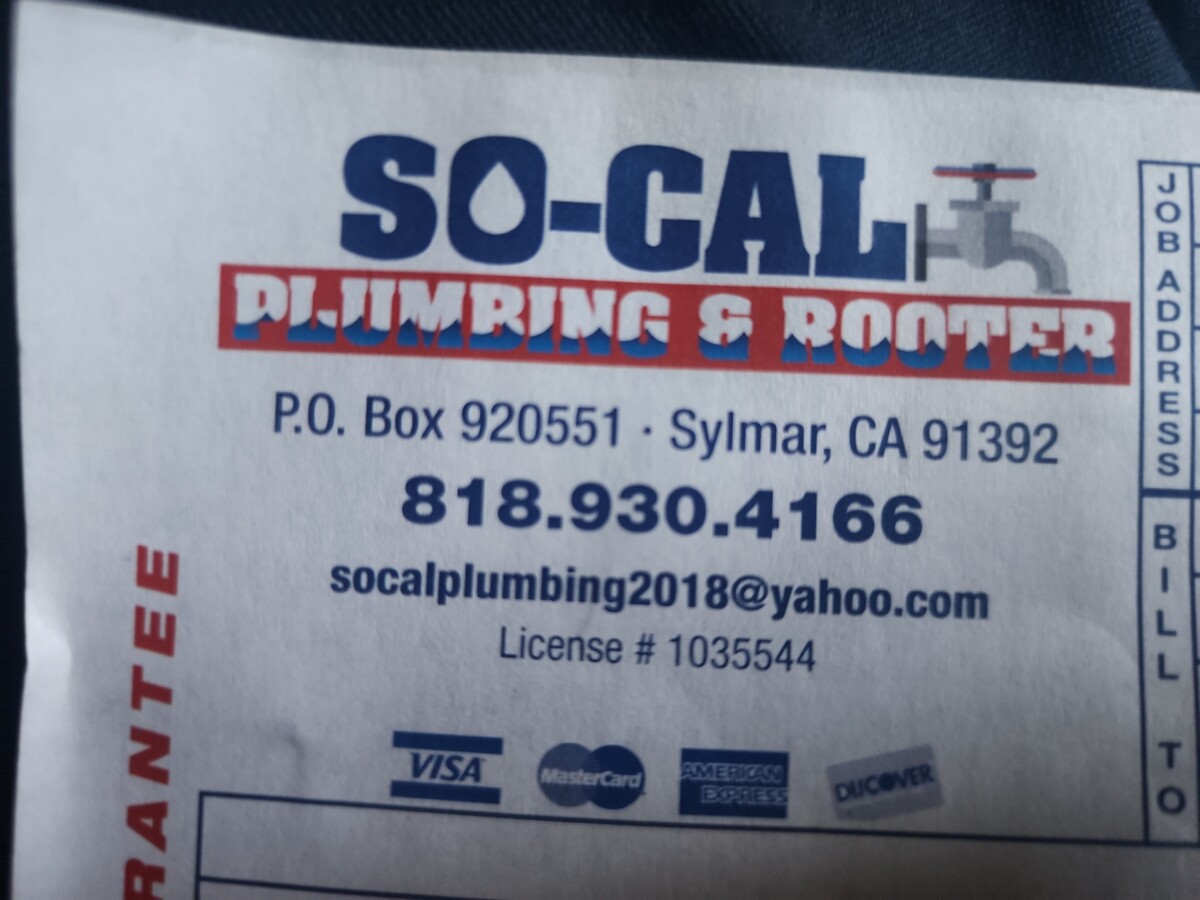 SO-CAL
PLUMBING & ROOTER
P.O. Box 920551 · Sylmar, CA 91392
818.930.4166
socalplumbing2018@yahoo.com
License # 1035544
VISA
MasterCard
AMERICAN
EXPRESS
DISCOVER
JOB ADDRESS
BILL TO
RANTEE